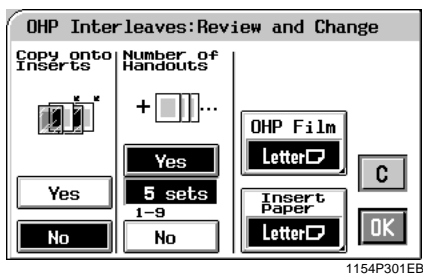 OHP Interleaves:Review and Change
Copy onto
Inserts
Yes
No
Number of
Handouts
+ ...
Yes
5 sets
1-9
No
OHP Film
Letter
Insert
Paper
Letter
C
OK
1154P301EB